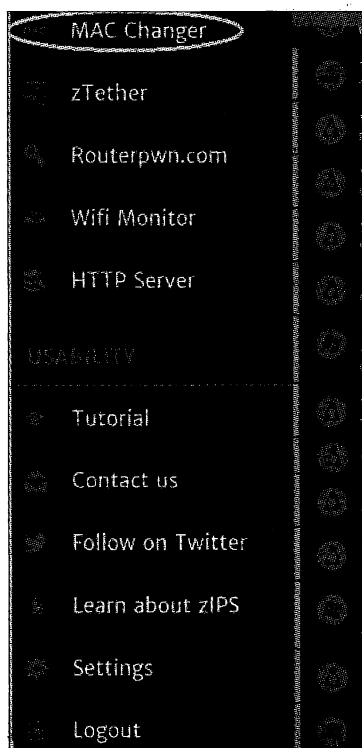 MAC Changer
zTether
Routerpwn.com
Wifi Monitor
HTTP Server
USABILITY
Tutorial
Contact us
Follow on Twitter
Learn about zIPS
Settings
Logout